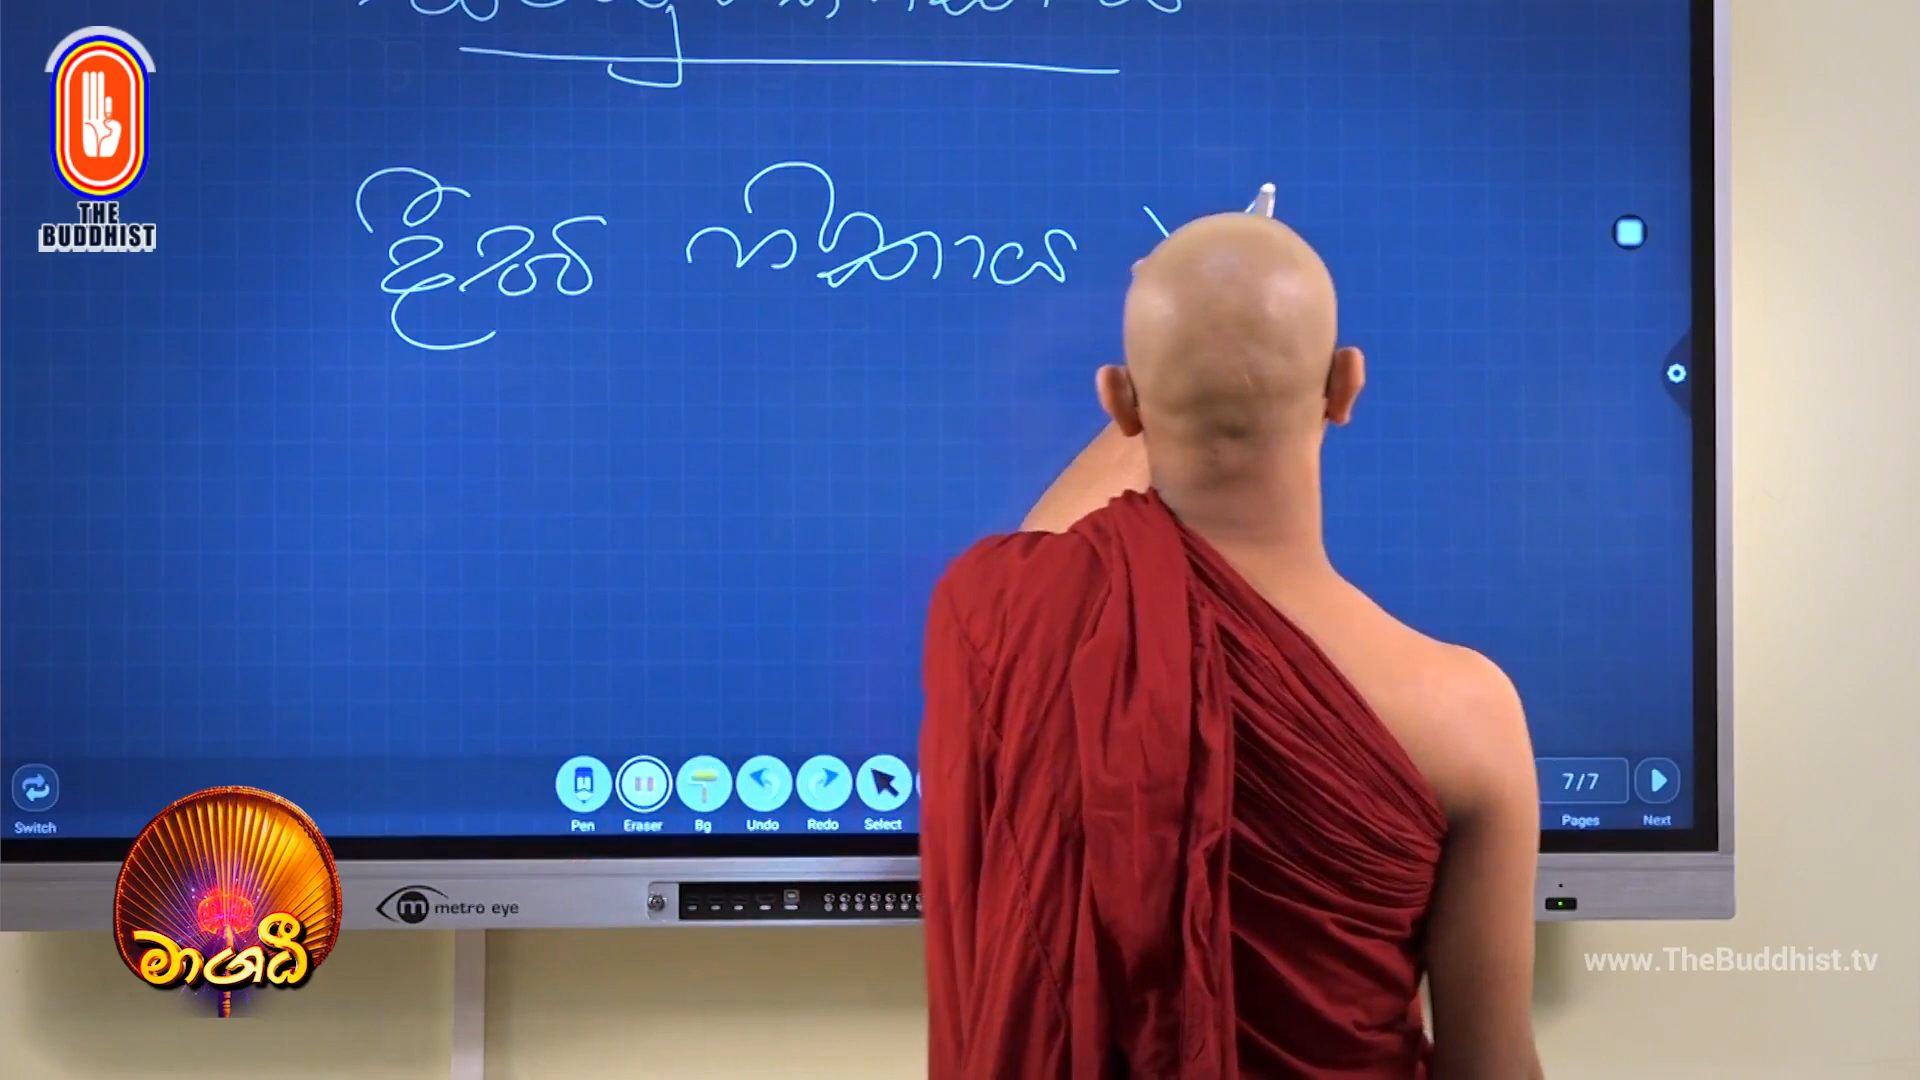 THE
BUDDHIST
දීඝ නිකාය
Switch
Pen
Eraser
Bg
Undo
Redo
Select
7/7
Pages
Next
metro eye
මාගධී
www.TheBuddhist.tv